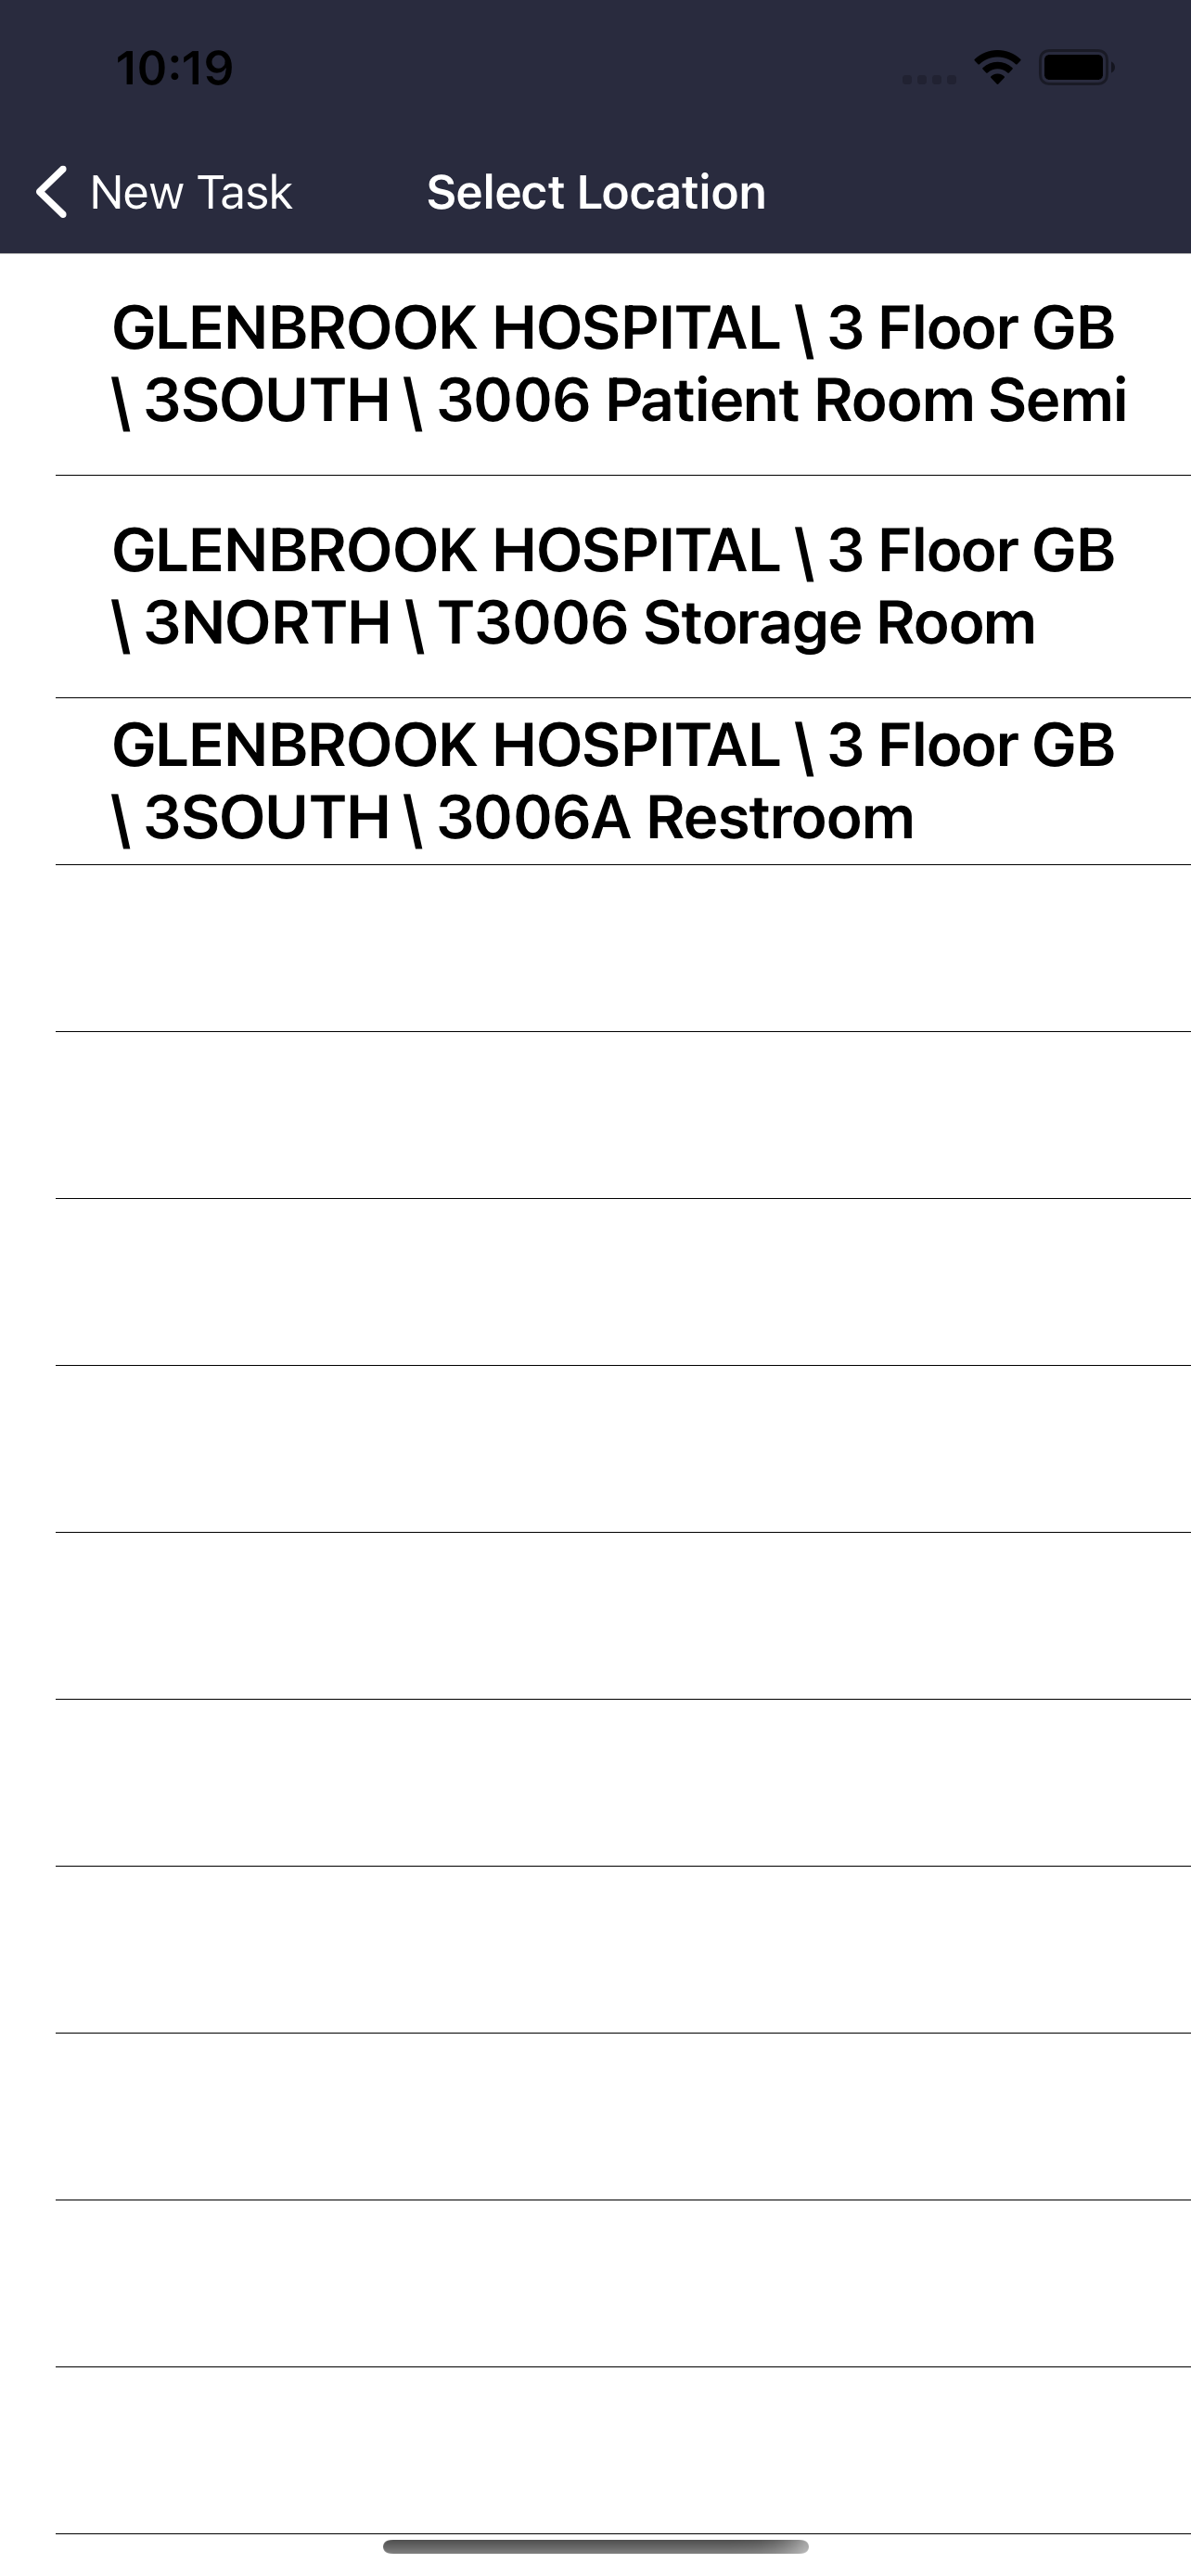 10:19
New Task
Select Location
GLENBROOK HOSPITAL \ 3 Floor GB
\ 3SOUTH \ 3006 Patient Room Semi
GLENBROOK HOSPITAL \ 3 Floor GB
\ 3NORTH \ T3006 Storage Room
GLENBROOK HOSPITAL \ 3 Floor GB
\ 3SOUTH \ 3006A Restroom